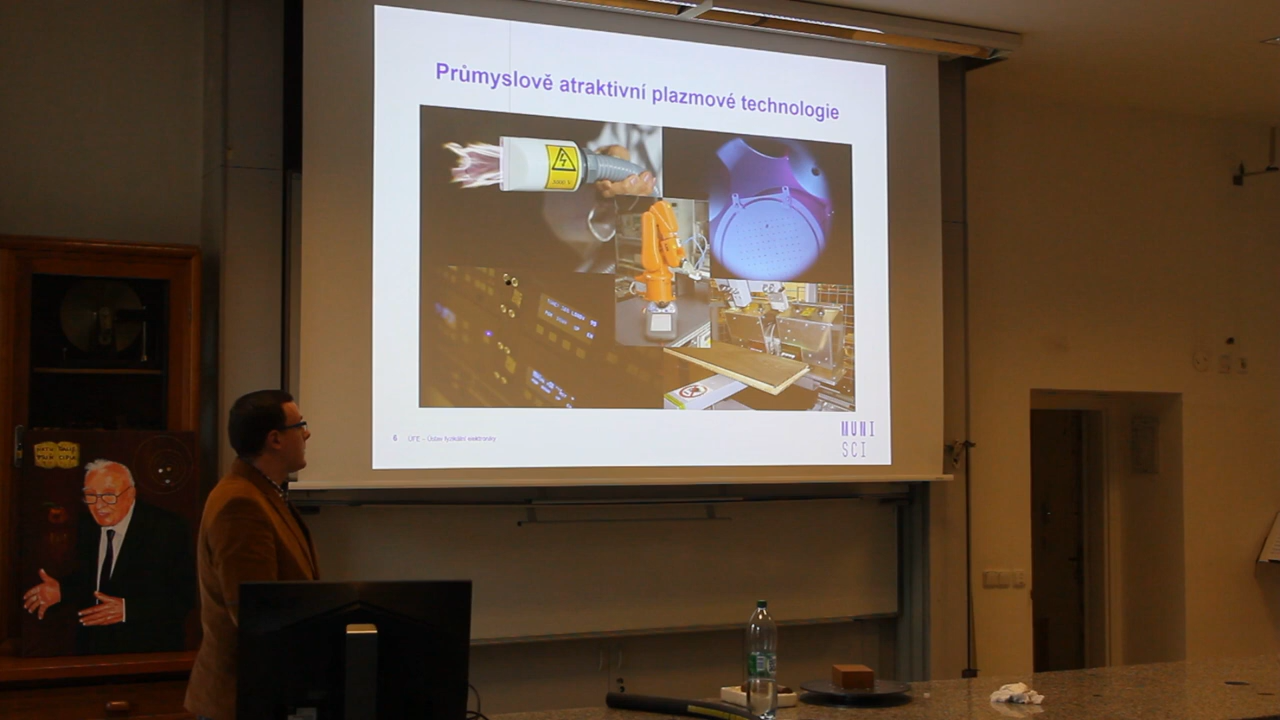 Průmyslově atraktivní plazmové technologie
6 ÚFE – Ústav fyzikální elektroniky
MUNI
SCI